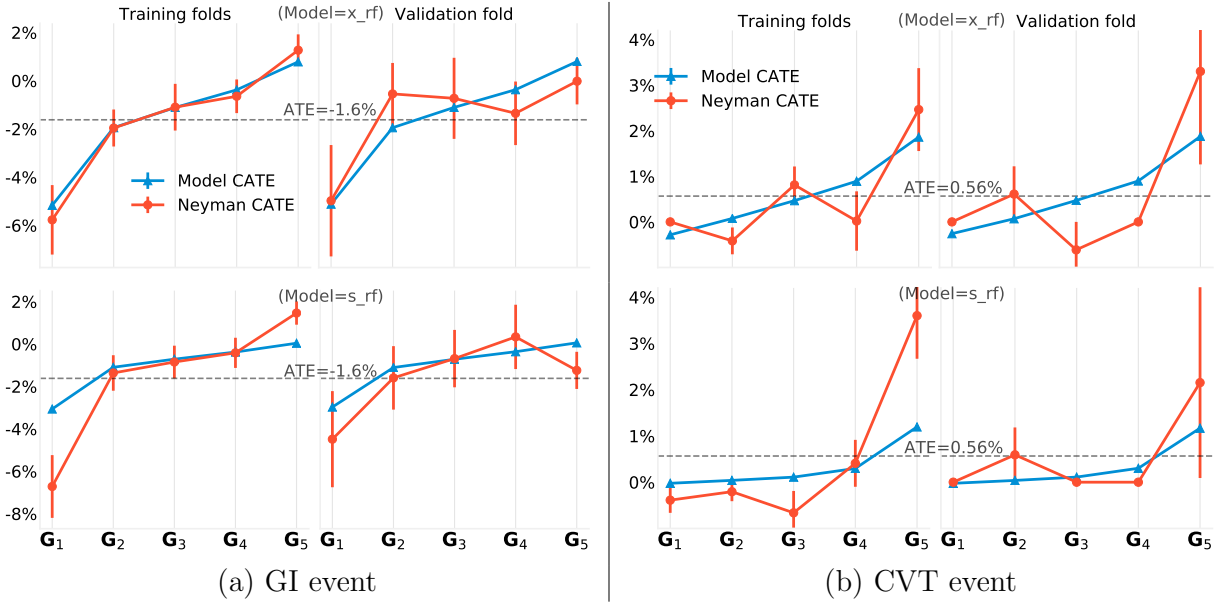 Training folds (Model=x_rf) Validation fold
2%
0%
-2%
-4%
-6%
ATE=-1.6%
Model CATE
Neyman CATE
(Model=s_rf)
2%
0%
-2%
-4%
-6%
-8%
ATE=-1.6%
G1 G2 G3 G4 G5 G1 G2 G3 G4 G5
(a) GI event
Training folds (Model=x_rf) Validation fold
4%
3%
2%
1%
0%
Model CATE
Neyman CATE
ATE=0.56%
(Model=s_rf)
4%
3%
2%
1%
0%
ATE=0.56%
G1 G2 G3 G4 G5 G1 G2 G3 G4 G5
(b) CVT event